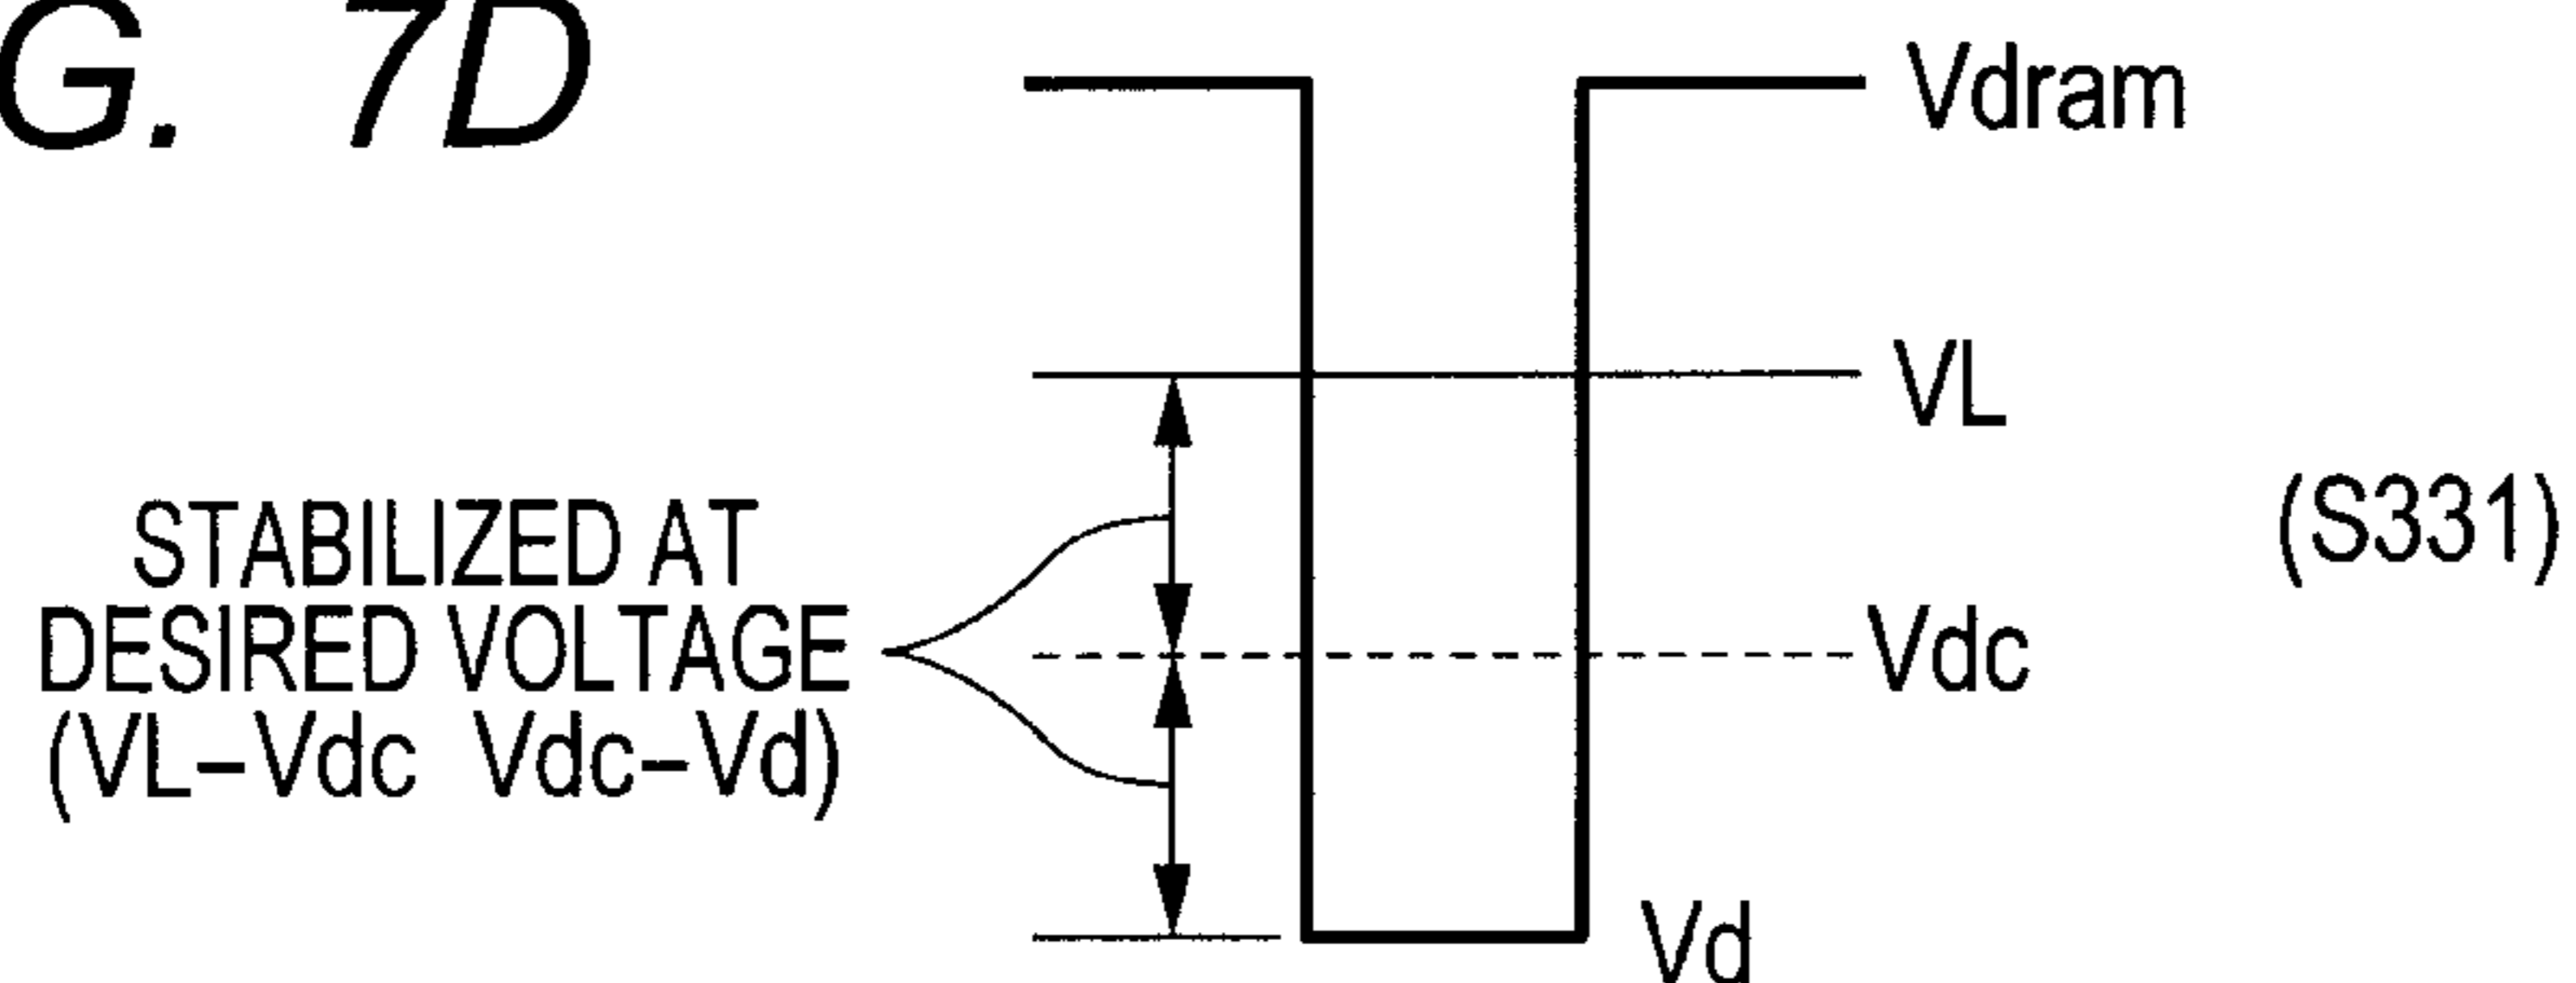 G. 7D
Vdram
VL
(S331)
STABILIZED AT
DESIRED VOLTAGE
(VL–Vdc Vdc–Vd)
Vdc
Vd